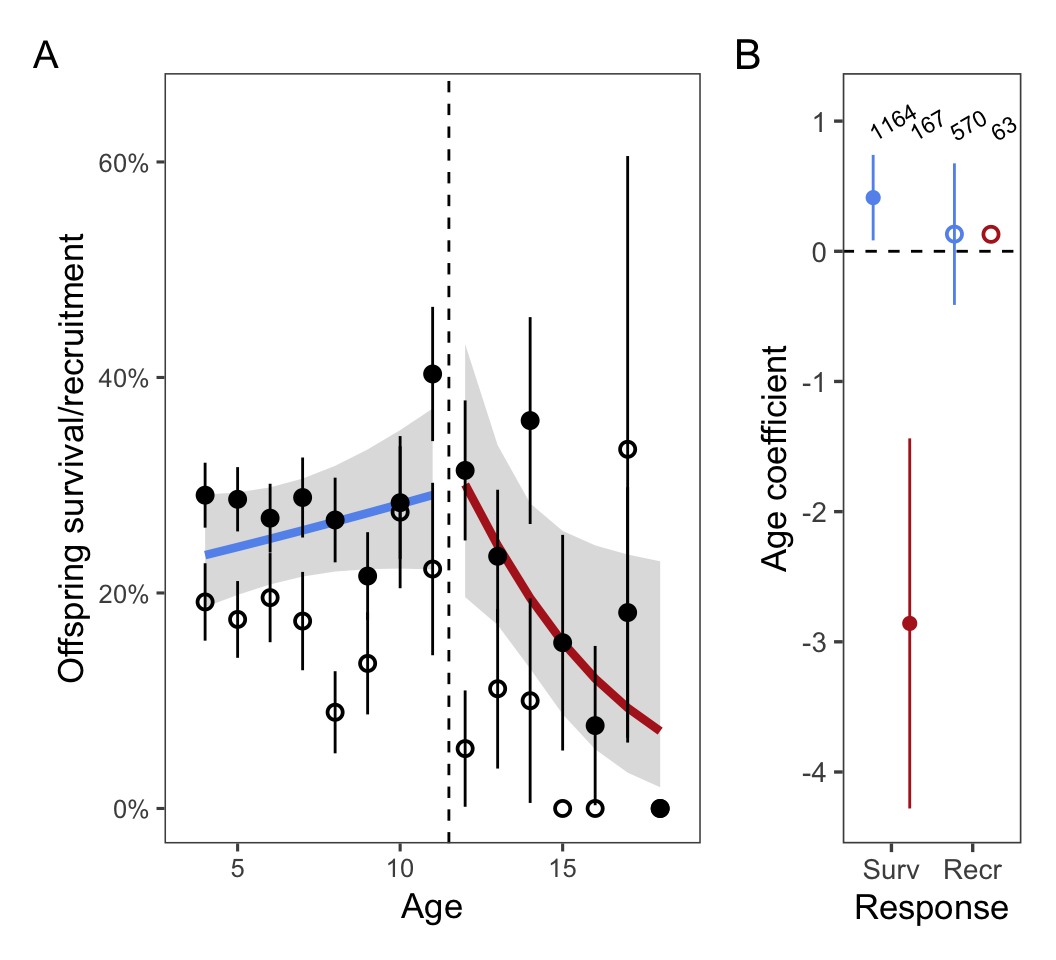 A
Offspring survival/recruitment
60%
40%
20%
0%
5 10 15
Age
B
Age coefficient
1164 167 570 63
1
0
-1
-2
-3
-4
Surv Recr
Response